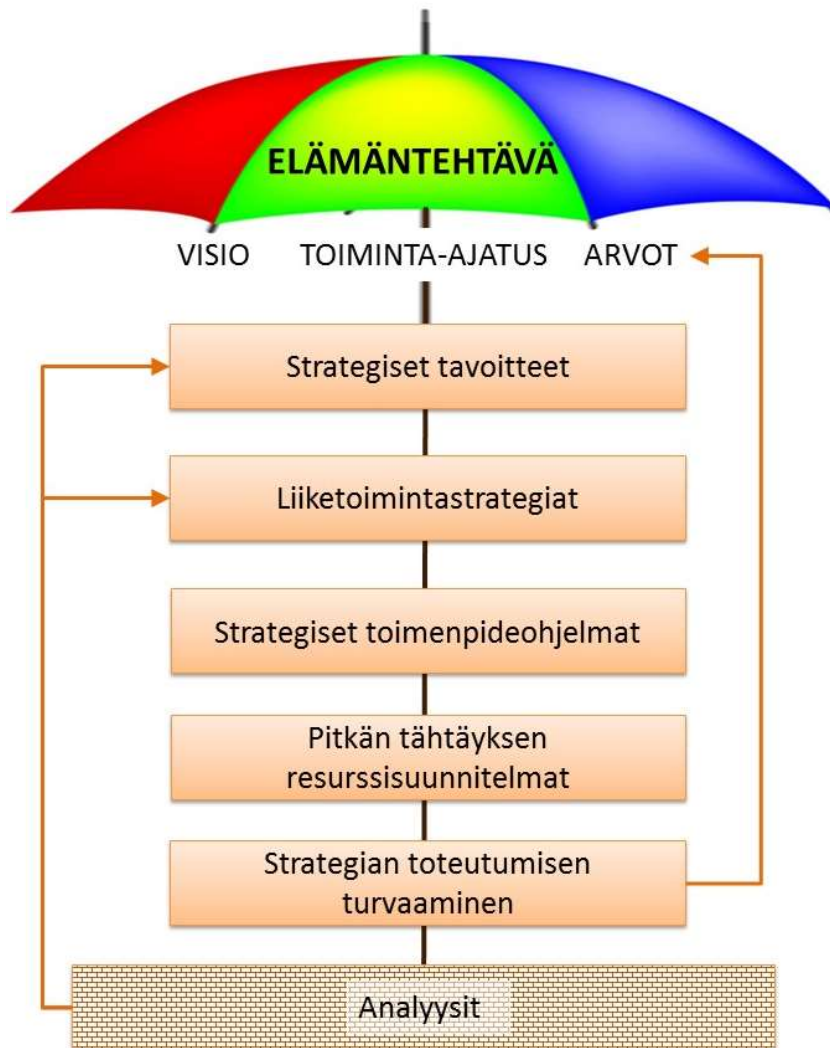 ELÄMÄNTEHTÄVÄ
VISIO TOIMINTA-AJATUS ARVOT
Strategiset tavoitteet
Liiketoimintastrategiat
Strategiset toimenpideohjelmat
Pitkän tähtäyksen
resurssisuunnitelmat
Strategian toteutumisen
turvaaminen
Analyysit